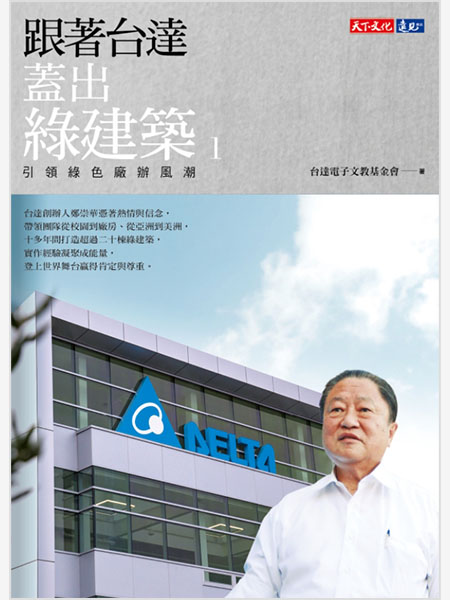 跟著台達
蓋出
綠建築 1
引領綠色廠辦風潮
天下文化 遠見
台達電子文教基金會──著
台達創辦人鄭崇華憑著熱情與信念，
帶領團隊從校園到廠房、從亞洲到美洲，
十多年間打造超過二十棟綠建築，
實作經驗凝聚成能量，
登上世界舞台贏得肯定與尊重。
DELTA